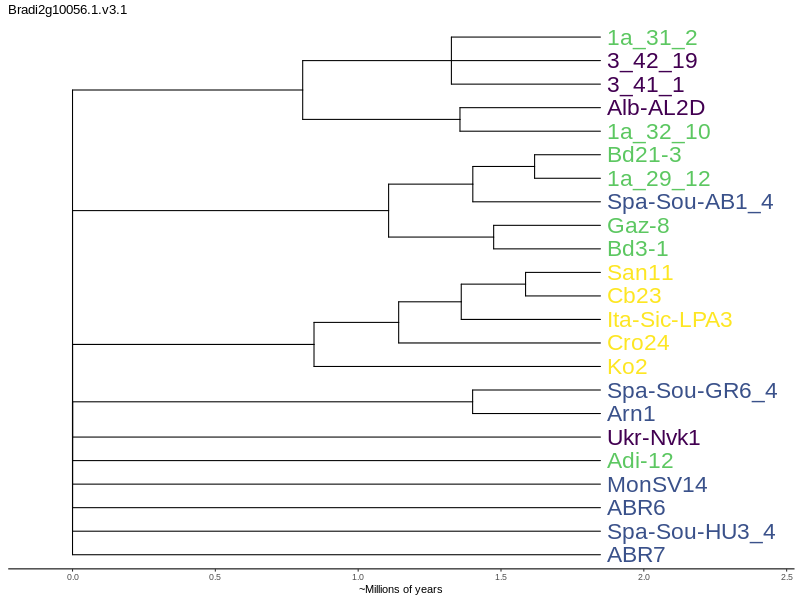 Bradi2g10056.1.v3.1
1a_31_2
3_42_19
3_41_1
Alb-AL2D
1a_32_10
Bd21-3
1a_29_12
Spa-Sou-AB1_4
Gaz-8
Bd3-1
San11
Cb23
Ita-Sic-LPA3
Cro24
Ko2
Spa-Sou-GR6_4
Arn1
Ukr-Nvk1
Adi-12
MonSV14
ABR6
Spa-Sou-HU3_4
ABR7
0.0 0.5 1.0 1.5 2.0 2.5
~Millions of years